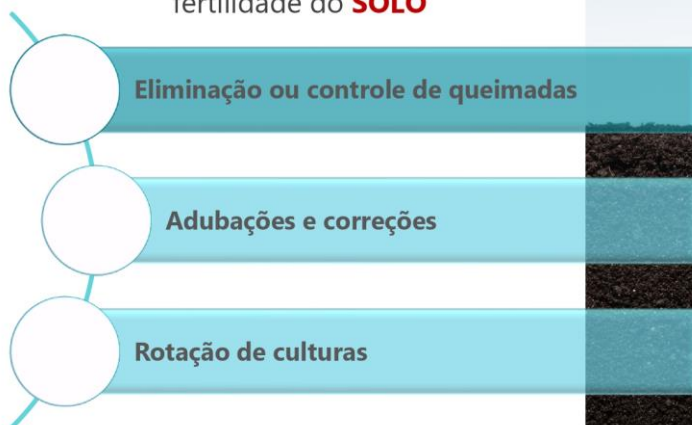 fertilidade do SOLO
Eliminação ou controle de queimadas
Adubações e correções
Rotação de culturas